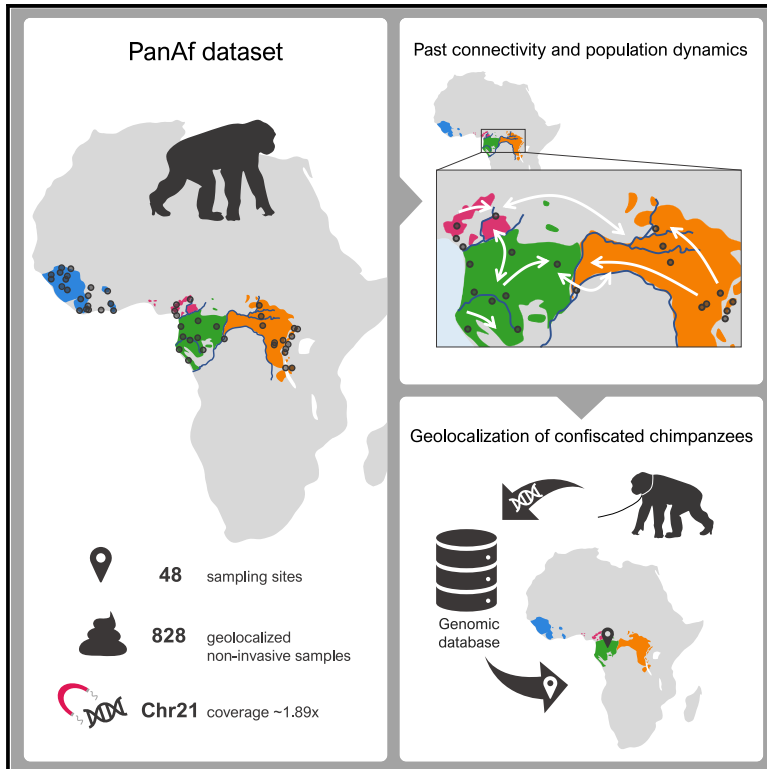 PanAf dataset
48 sampling sites
828 geolocalized
non-invasive samples
Chr21 coverage ~1.89x
Past connectivity and population dynamics
Geolocalization of confiscated chimpanzees
Genomic
database